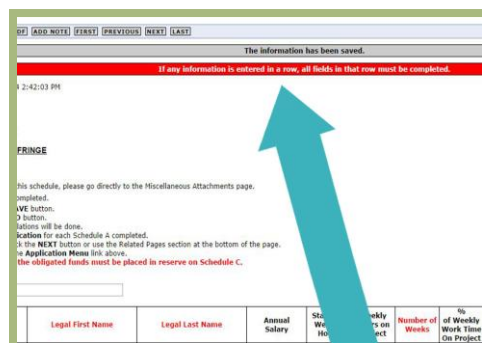 DF ADD NOTE FIRST PREVIOUS NEXT LAST
The information has been saved.
If any information is entered in a row, all fields in that row must be completed.
2:42:03 PM
FRINGE
this schedule, please go directly to the Miscellaneous Attachments page.
completed.
AVE button.
button.
lations will be done.
ication for each Schedule A completed.
ck the NEXT button or use the Related Pages section at the bottom of the page.
Application Menu link above.
the obligated funds must be placed in reserve on Schedule C.
Legal First Name
Legal Last Name
Annual Salary
Number of Weeks
% of Weekly Work Time On Project